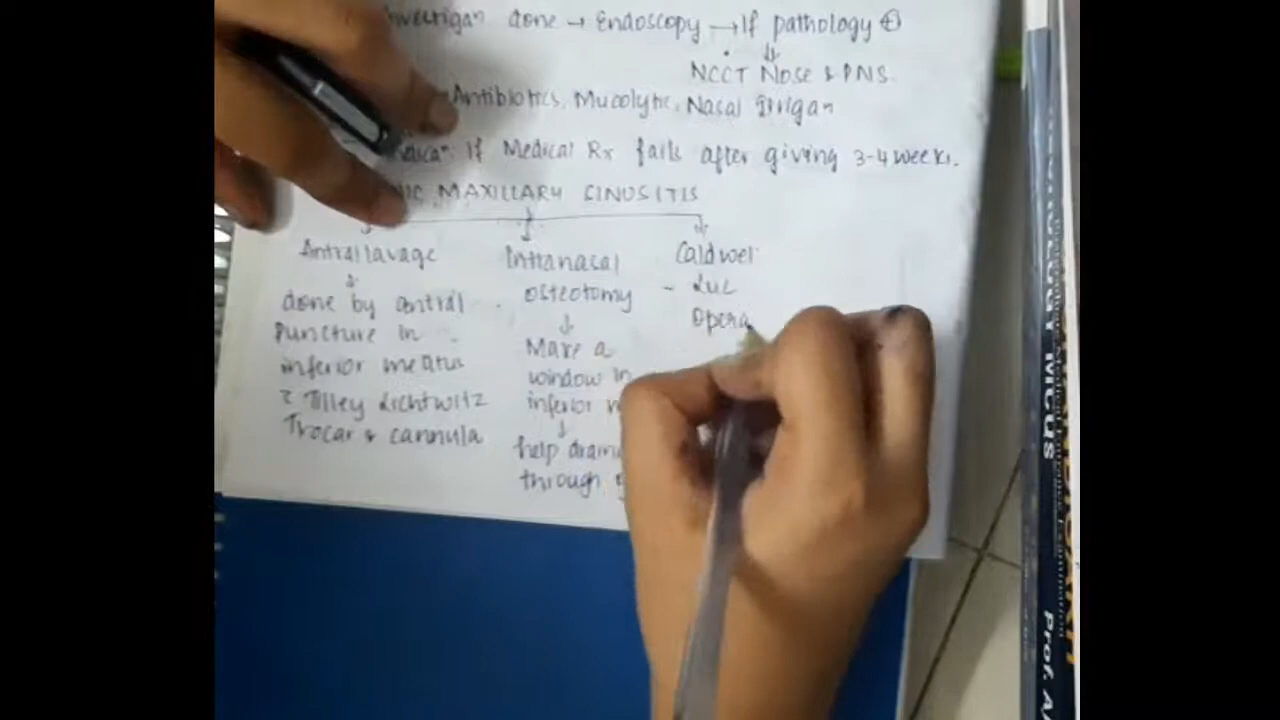 done → Endoscopy → If pathology ⊕
NCCT Nose & PNS.
Antibiotics, Mucolytic, Nasal Irrigan
If Medical Rx fails after giving 3-4 weeks.
MAXILLARY SINUSITIS
Antral lavage
done by antral
puncture in
inferior meatus
Tilley Lichtwitz
Trocar & cannula
Intranasal
osteotomy
Make a
window in
inferior
help
through
Caldwel
- Luc
Opera
Micus
Prof.